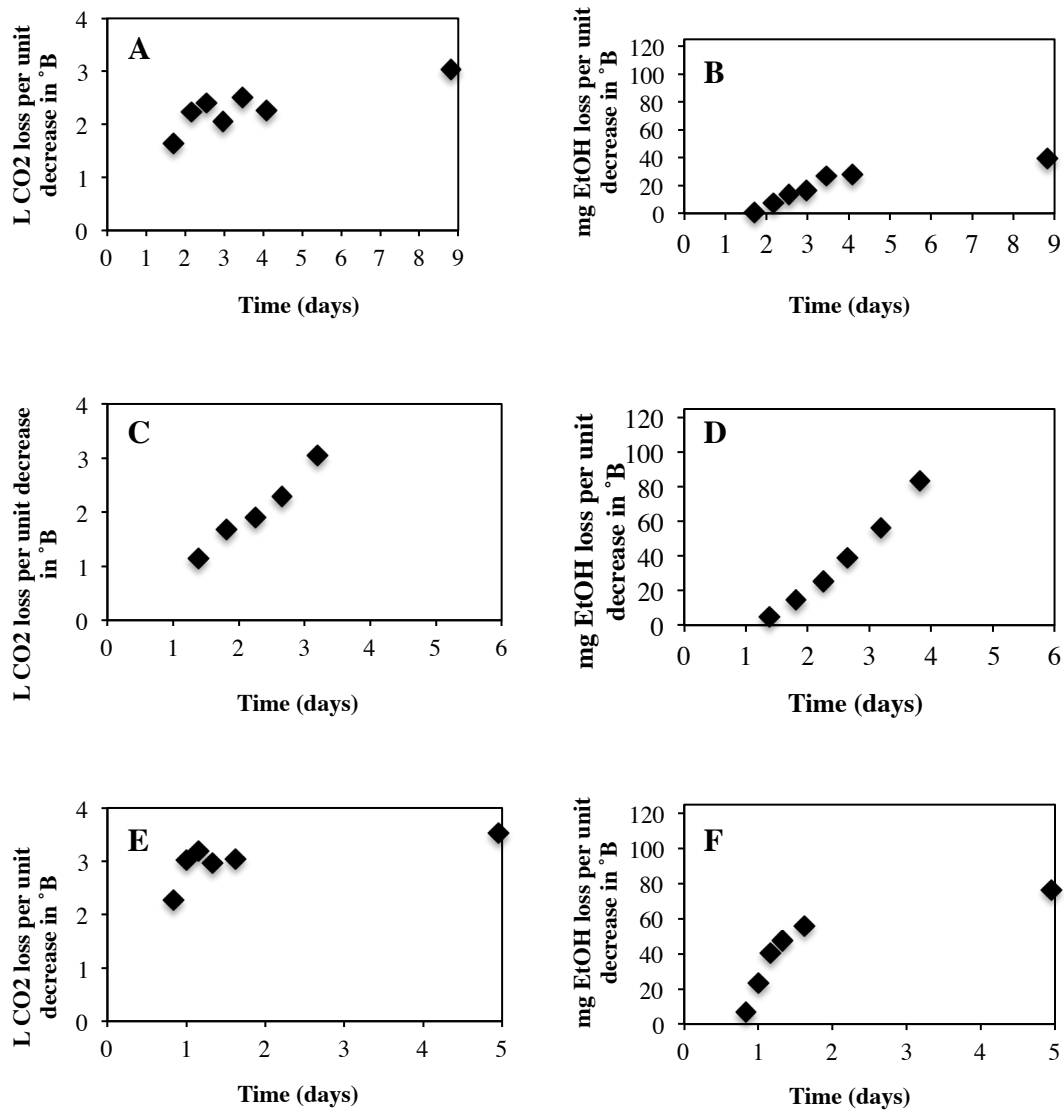 A
L CO2 loss per unit
decrease in ˚B
4
3
2
1
0
0 1 2 3 4 5 6 7 8 9
Time (days)
B
mg EtOH loss per unit
decrease in ˚B
120
100
80
60
40
20
0
0 1 2 3 4 5 6 7 8 9
Time (days)
C
L CO2 loss per unit decrease
in ˚B
4
3
2
1
0
0 1 2 3 4 5 6
Time (days)
D
mg EtOH loss per unit
decrease in ˚B
120
100
80
60
40
20
0
0 1 2 3 4 5 6
Time (days)
E
L CO2 loss per unit
decrease in ˚B
4
3
2
1
0
0 1 2 3 4 5
Time (days)
F
mg EtOH loss per unit
decrease in ˚B
120
100
80
60
40
20
0
0 1 2 3 4 5
Time (days)